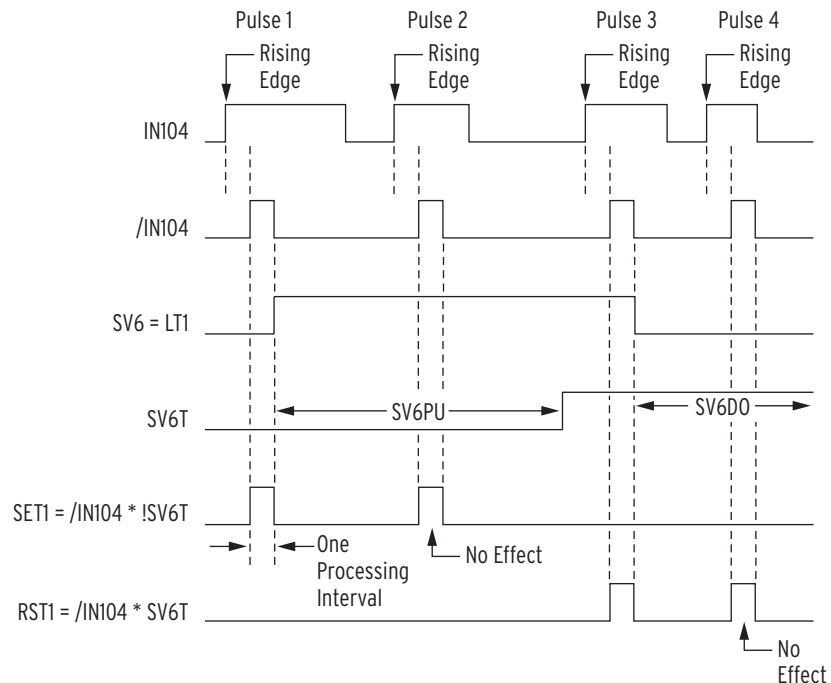 Pulse 1
Pulse 2
Pulse 3
Pulse 4
Rising
Edge
Rising
Edge
Rising
Edge
Rising
Edge
IN104
/IN104
SV6 = LT1
SV6T
SV6PU
SV6DO
SET1 = /IN104 * !SV6T
One
Processing
Interval
No Effect
RST1 = /IN104 * SV6T
No
Effect